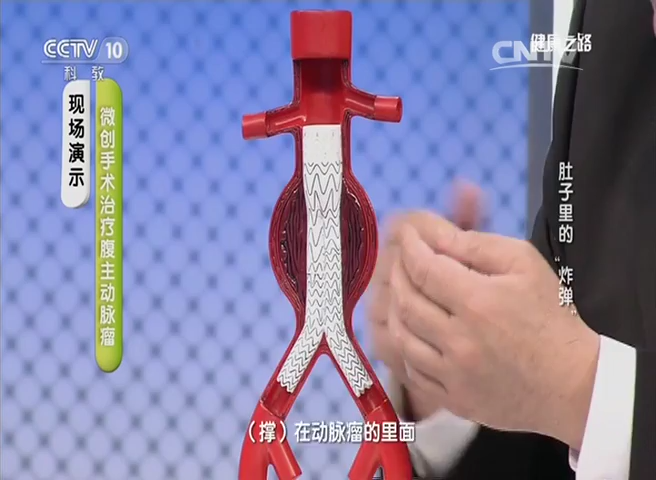 CCTV 10
科 教
健康之路
CNTV
现场演示
微创手术治疗腹主动脉瘤
肚子里的“炸弹”
（撑）在动脉瘤的里面